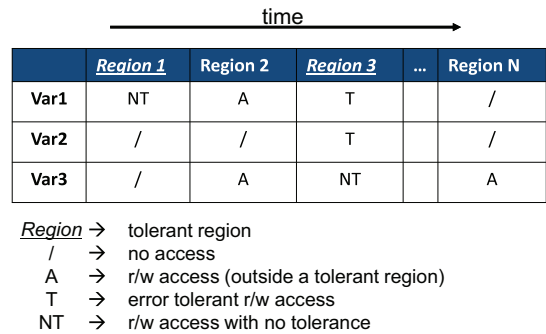 time
Region 1 Region 2 Region 3 ... Region N
Var1 NT A T /
Var2 / / T /
Var3 / A NT A
Region → tolerant region
/ → no access
A → r/w access (outside a tolerant region)
T → error tolerant r/w access
NT → r/w access with no tolerance